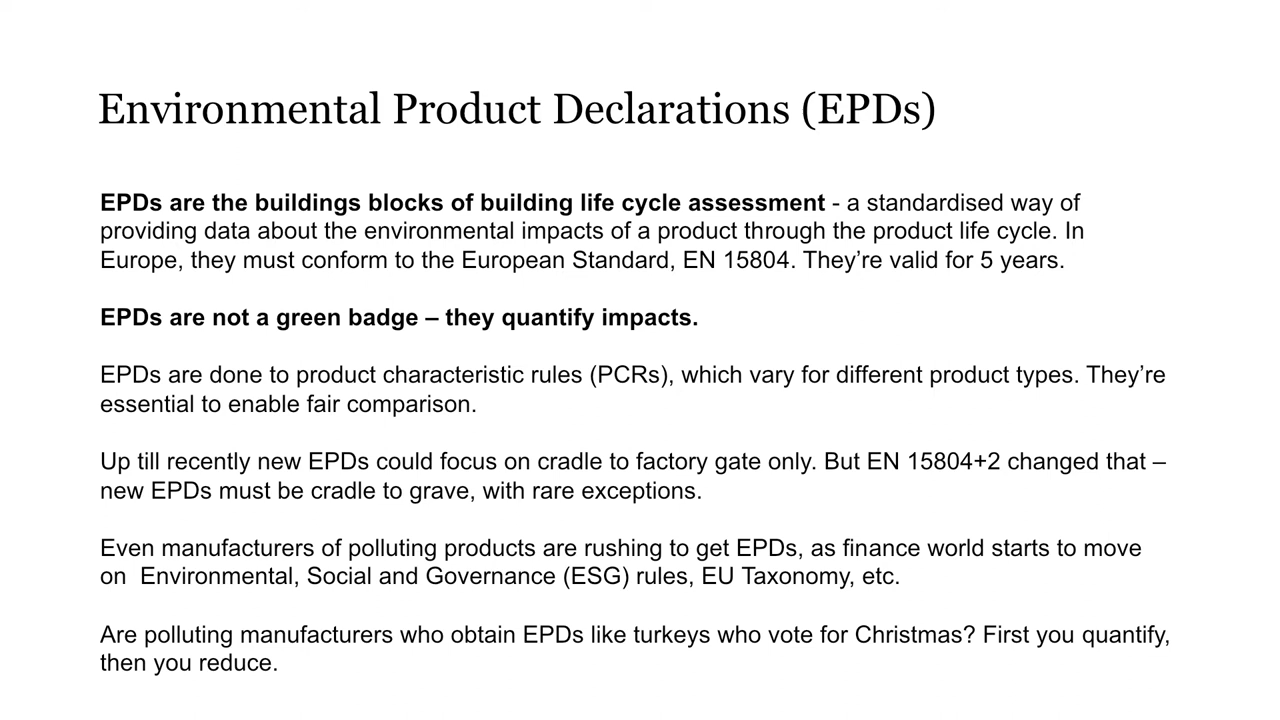 Environmental Product Declarations (EPDs)
EPDs are the buildings blocks of building life cycle assessment - a standardised way of
providing data about the environmental impacts of a product through the product life cycle. In
Europe, they must conform to the European Standard, EN 15804. They’re valid for 5 years.
EPDs are not a green badge – they quantify impacts.
EPDs are done to product characteristic rules (PCRs), which vary for different product types. They’re
essential to enable fair comparison.
Up till recently new EPDs could focus on cradle to factory gate only. But EN 15804+2 changed that –
new EPDs must be cradle to grave, with rare exceptions.
Even manufacturers of polluting products are rushing to get EPDs, as finance world starts to move
on  Environmental, Social and Governance (ESG) rules, EU Taxonomy, etc.
Are polluting manufacturers who obtain EPDs like turkeys who vote for Christmas? First you quantify,
then you reduce.